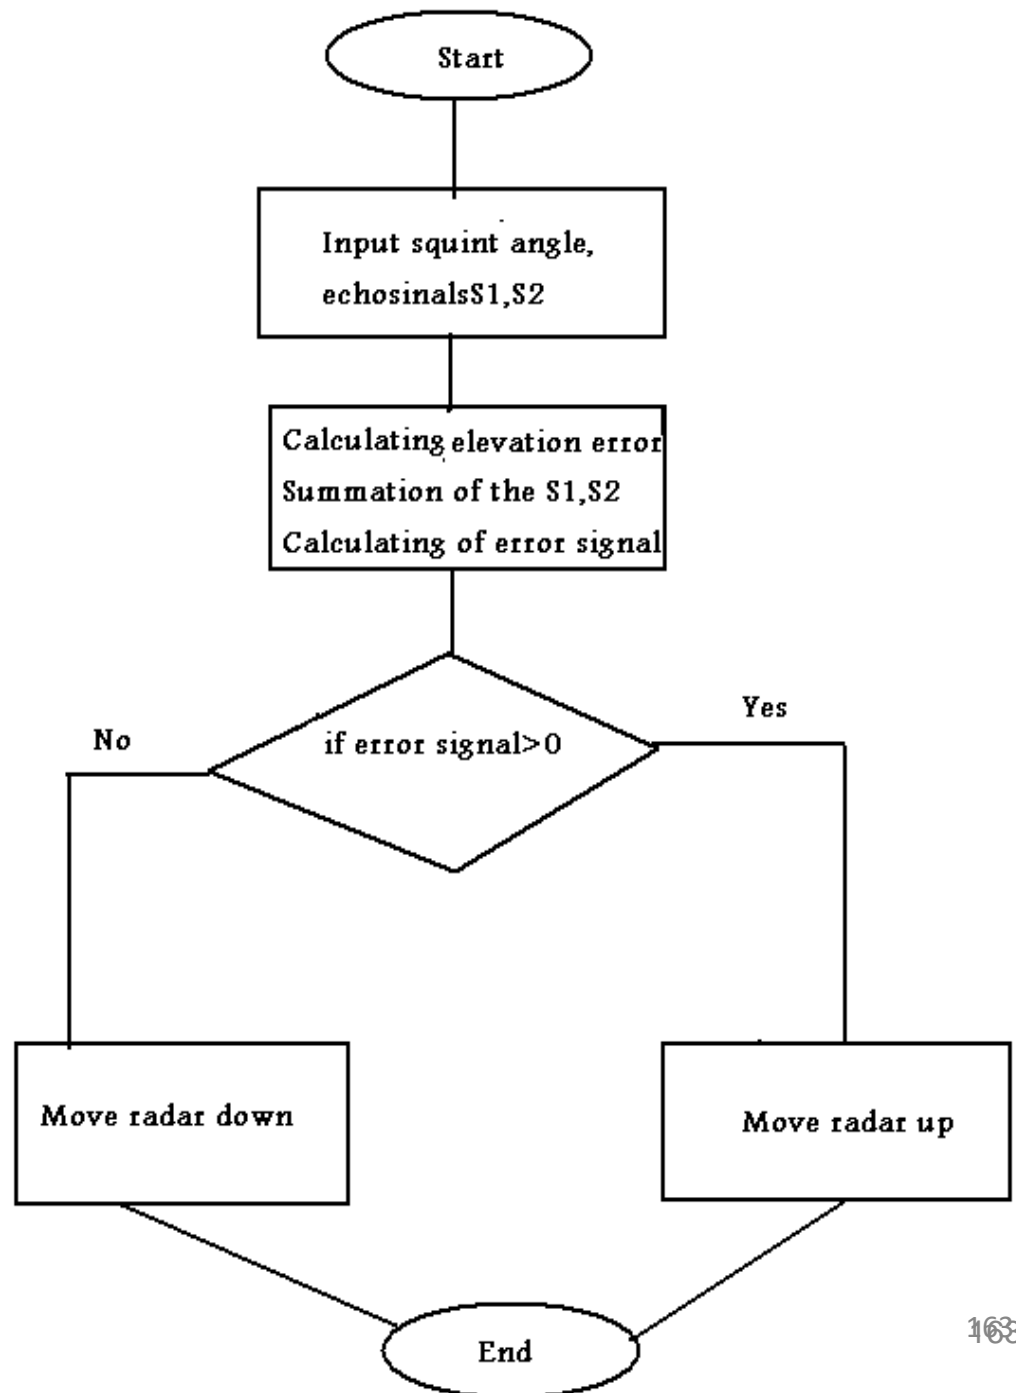 Start
Input squint angle,
echosinalsS1,S2
Calculating elevation error
Summation of the S1,S2
Calculating of error signal
if error signal>0
No
Yes
Move radar down
Move radar up
End
163